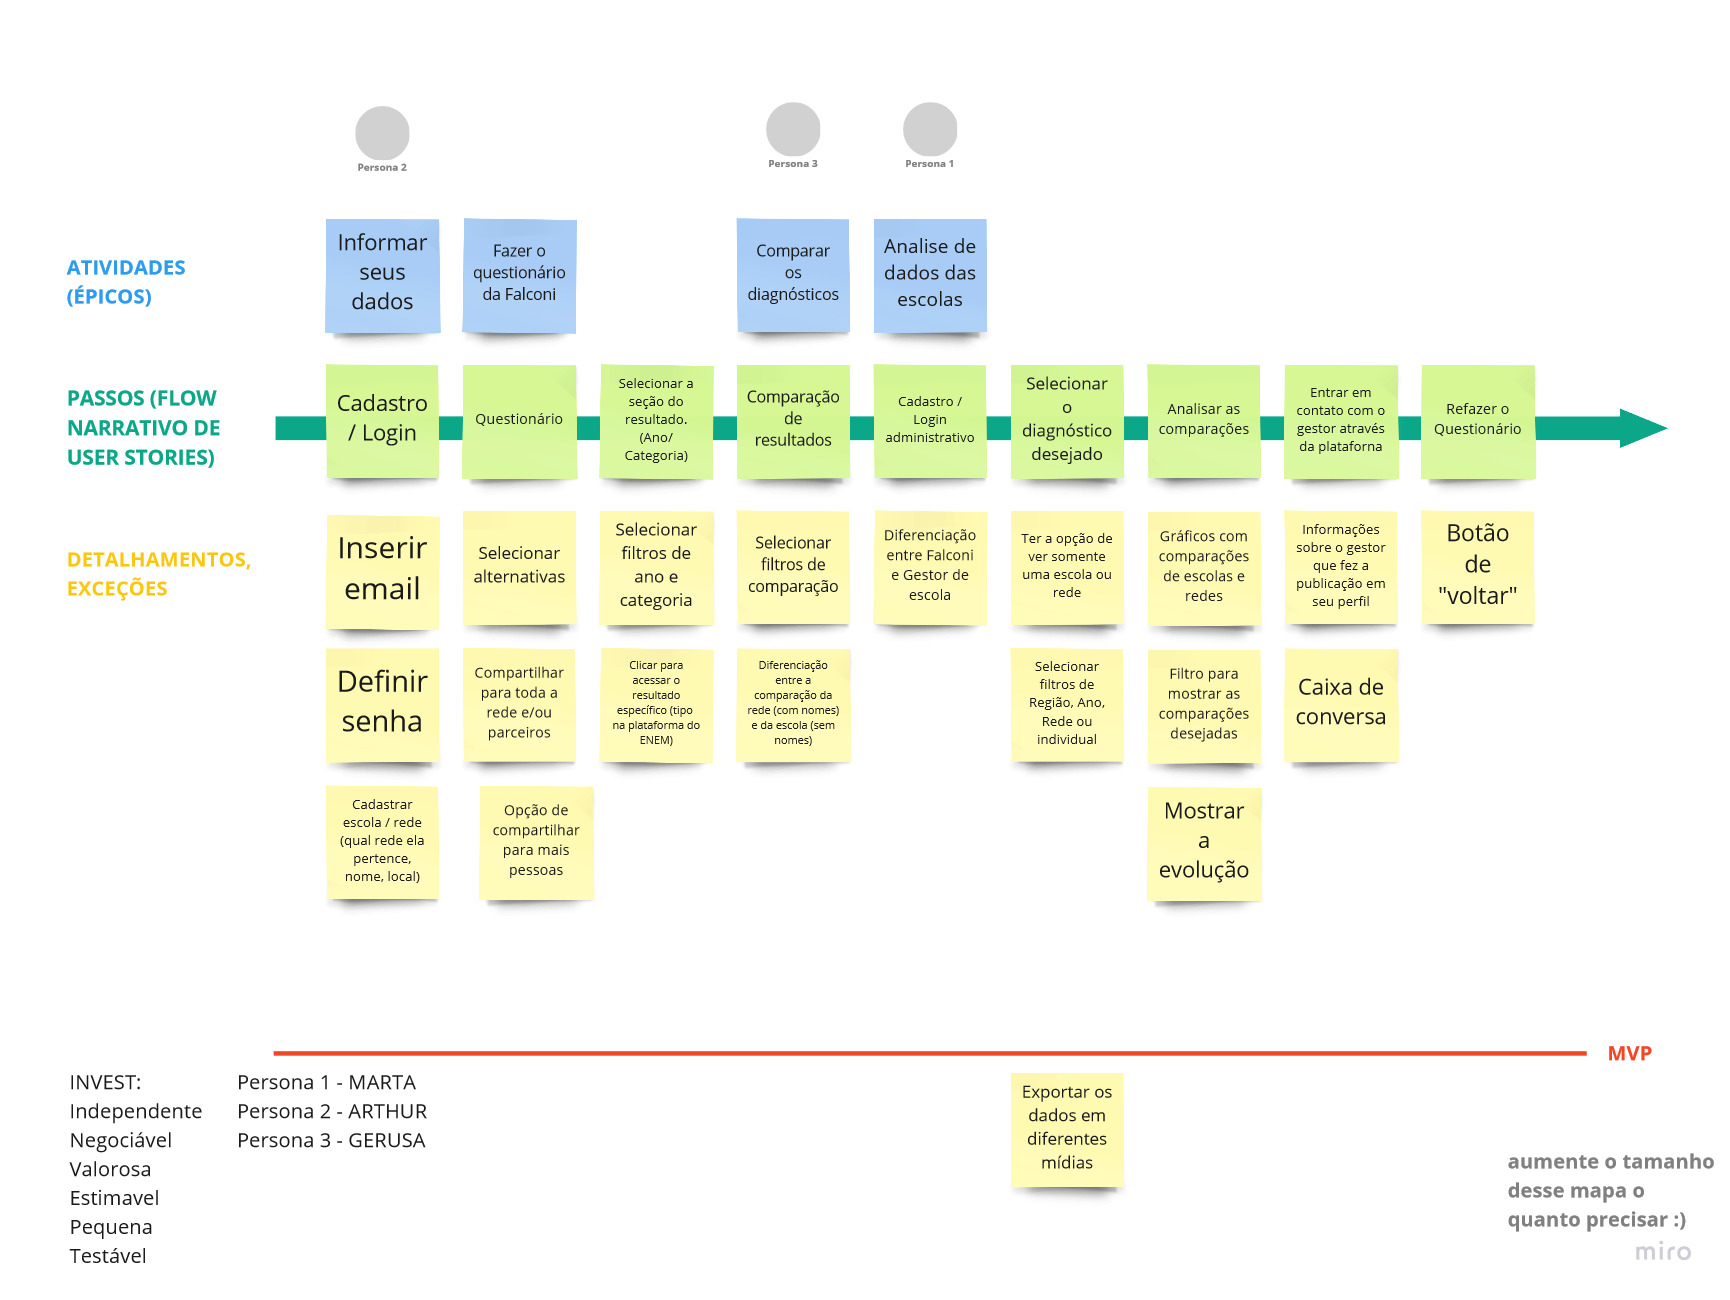 Persona 2
Persona 3
Persona 1
ATIVIDADES
(ÉPICOS)
Informar
seus
dados
Fazer o
questionário
da Falconi
Comparar
os
diagnósticos
Analise de
dados das
escolas
PASSOS (FLOW
NARRATIVO DE
USER STORIES)
Cadastro
/ Login
Questionário
Selecionar a
seção do
resultado.
(Ano/
Categoria)
Comparação
de
resultados
Cadastro /
Login
administrativo
Selecionar
o
diagnóstico
desejado
Analisar as
comparações
Entrar em
contato com o
gestor através
da plataforna
Refazer o
Questionário
DETALHAMENTOS,
EXCEÇÕES
Inserir
email
Selecionar
alternativas
Selecionar
filtros de
ano e
categoria
Selecionar
filtros de
comparação
Diferenciação
entre Falconi
e Gestor de
escola
Ter a opção de
ver somente
uma escola ou
rede
Gráficos com
comparações
de escolas e
redes
Informações
sobre o gestor
que fez a
publicação em
seu perfil
Botão
de
"voltar"
Definir
senha
Compartilhar
para toda a
rede e/ou
parceiros
Clicar para
acessar o
resultado
específico (tipo
na plataforma do
ENEM)
Diferenciação
entre a
comparação da
rede (com nomes)
e da escola (sem
nomes)
Selecionar
filtros de
Região, Ano,
Rede ou
individual
Filtro para
mostrar as
comparações
desejadas
Caixa de
conversa
Cadastrar
escola / rede
(qual rede ela
pertence,
nome, local)
Opção de
compartilhar
para mais
pessoas
Mostrar
a
evolução
MVP
INVEST:
Independente
Negociável
Valorosa
Estimavel
Pequena
Testável
Persona 1 - MARTA
Persona 2 - ARTHUR
Persona 3 - GERUSA
Exportar os
dados em
diferentes
mídias
aumente o tamanho
desse mapa o
quanto precisar :)
miro